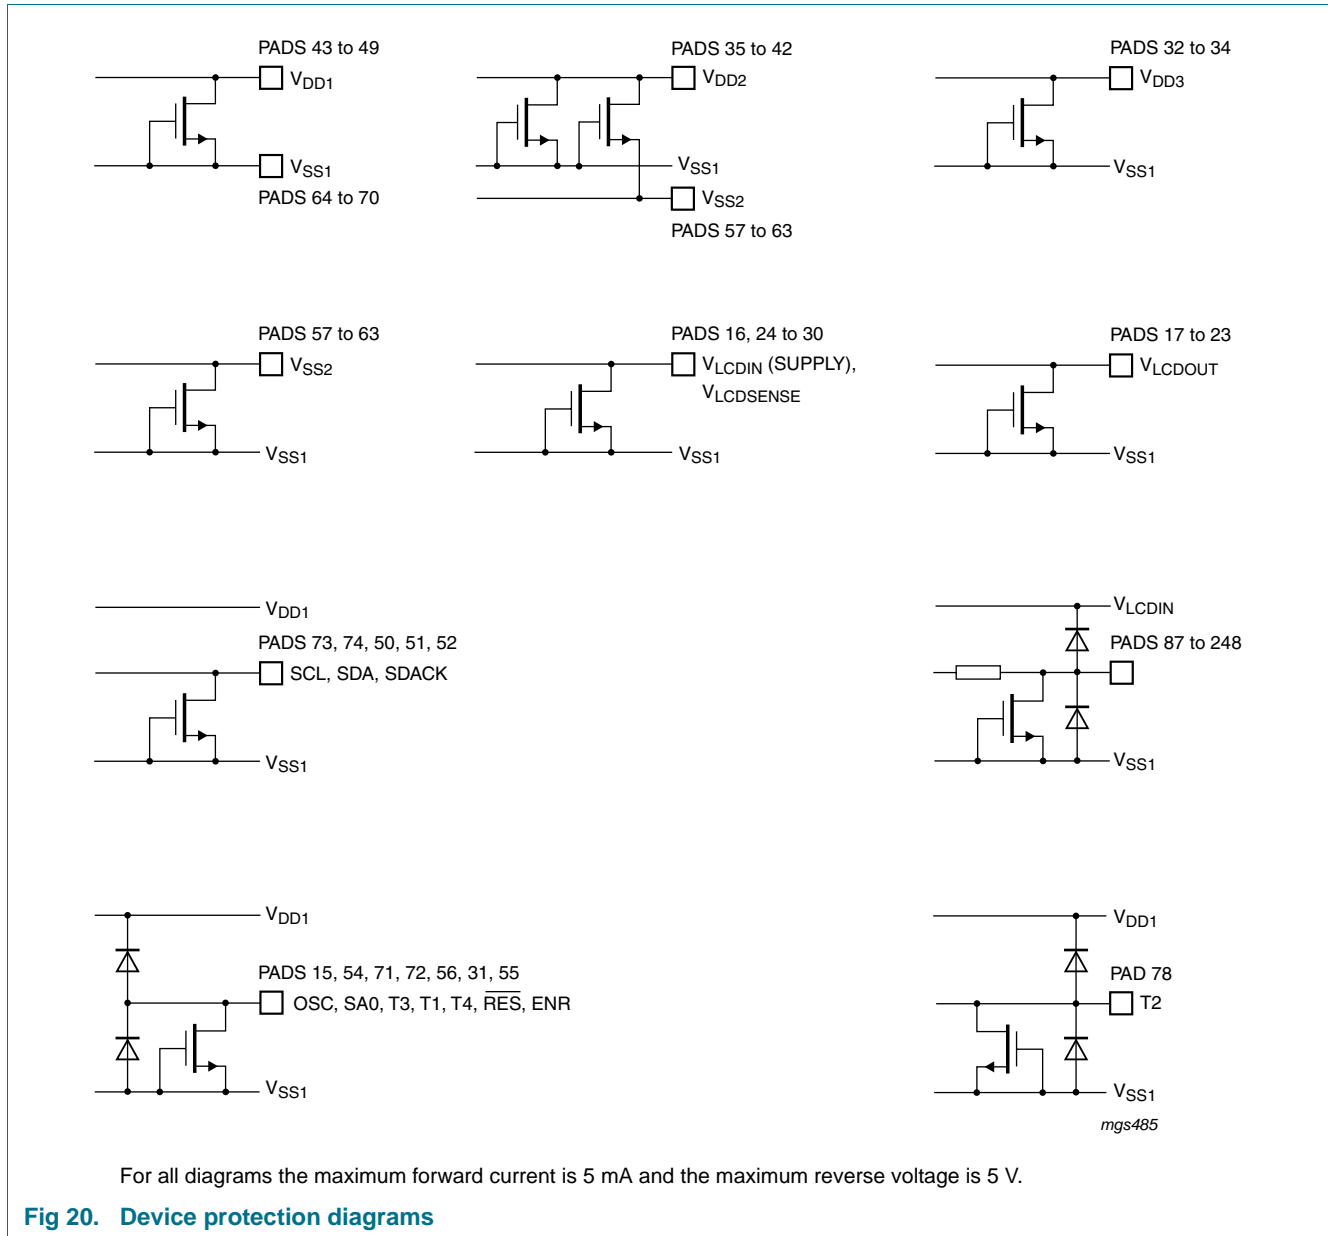 PADS 43 to 49
VDD1
VSS1
PADS 64 to 70
PADS 35 to 42
VDD2
VSS1
VSS2
PADS 57 to 63
PADS 32 to 34
VDD3
VSS1
PADS 57 to 63
VSS2
VSS1
PADS 16, 24 to 30
VLCDIN (SUPPLY),
VLCDSENSE
VSS1
PADS 17 to 23
VLCDOUT
VSS1
VDD1
PADS 73, 74, 50, 51, 52
SCL, SDA, SDACK
VSS1
VLCDIN
PADS 87 to 248
VSS1
VDD1
PADS 15, 54, 71, 72, 56, 31, 55
OSC, SA0, T3, T1, T4, R̅E̅S̅, ENR
VSS1
VDD1
PAD 78
T2
VSS1
mgs485
For all diagrams the maximum forward current is 5 mA and the maximum reverse voltage is 5 V.
Fig 20. Device protection diagrams